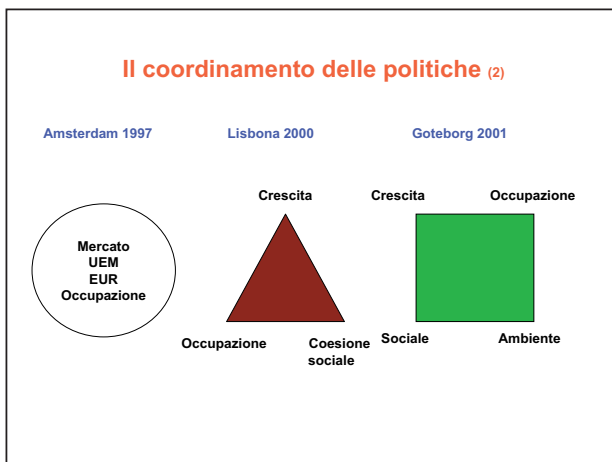 Il coordinamento delle politiche (2)
Amsterdam 1997
Lisbona 2000
Goteborg 2001
Mercato
UEM
EUR
Occupazione
Crescita
Occupazione
Coesione
sociale
Crescita
Occupazione
Sociale
Ambiente